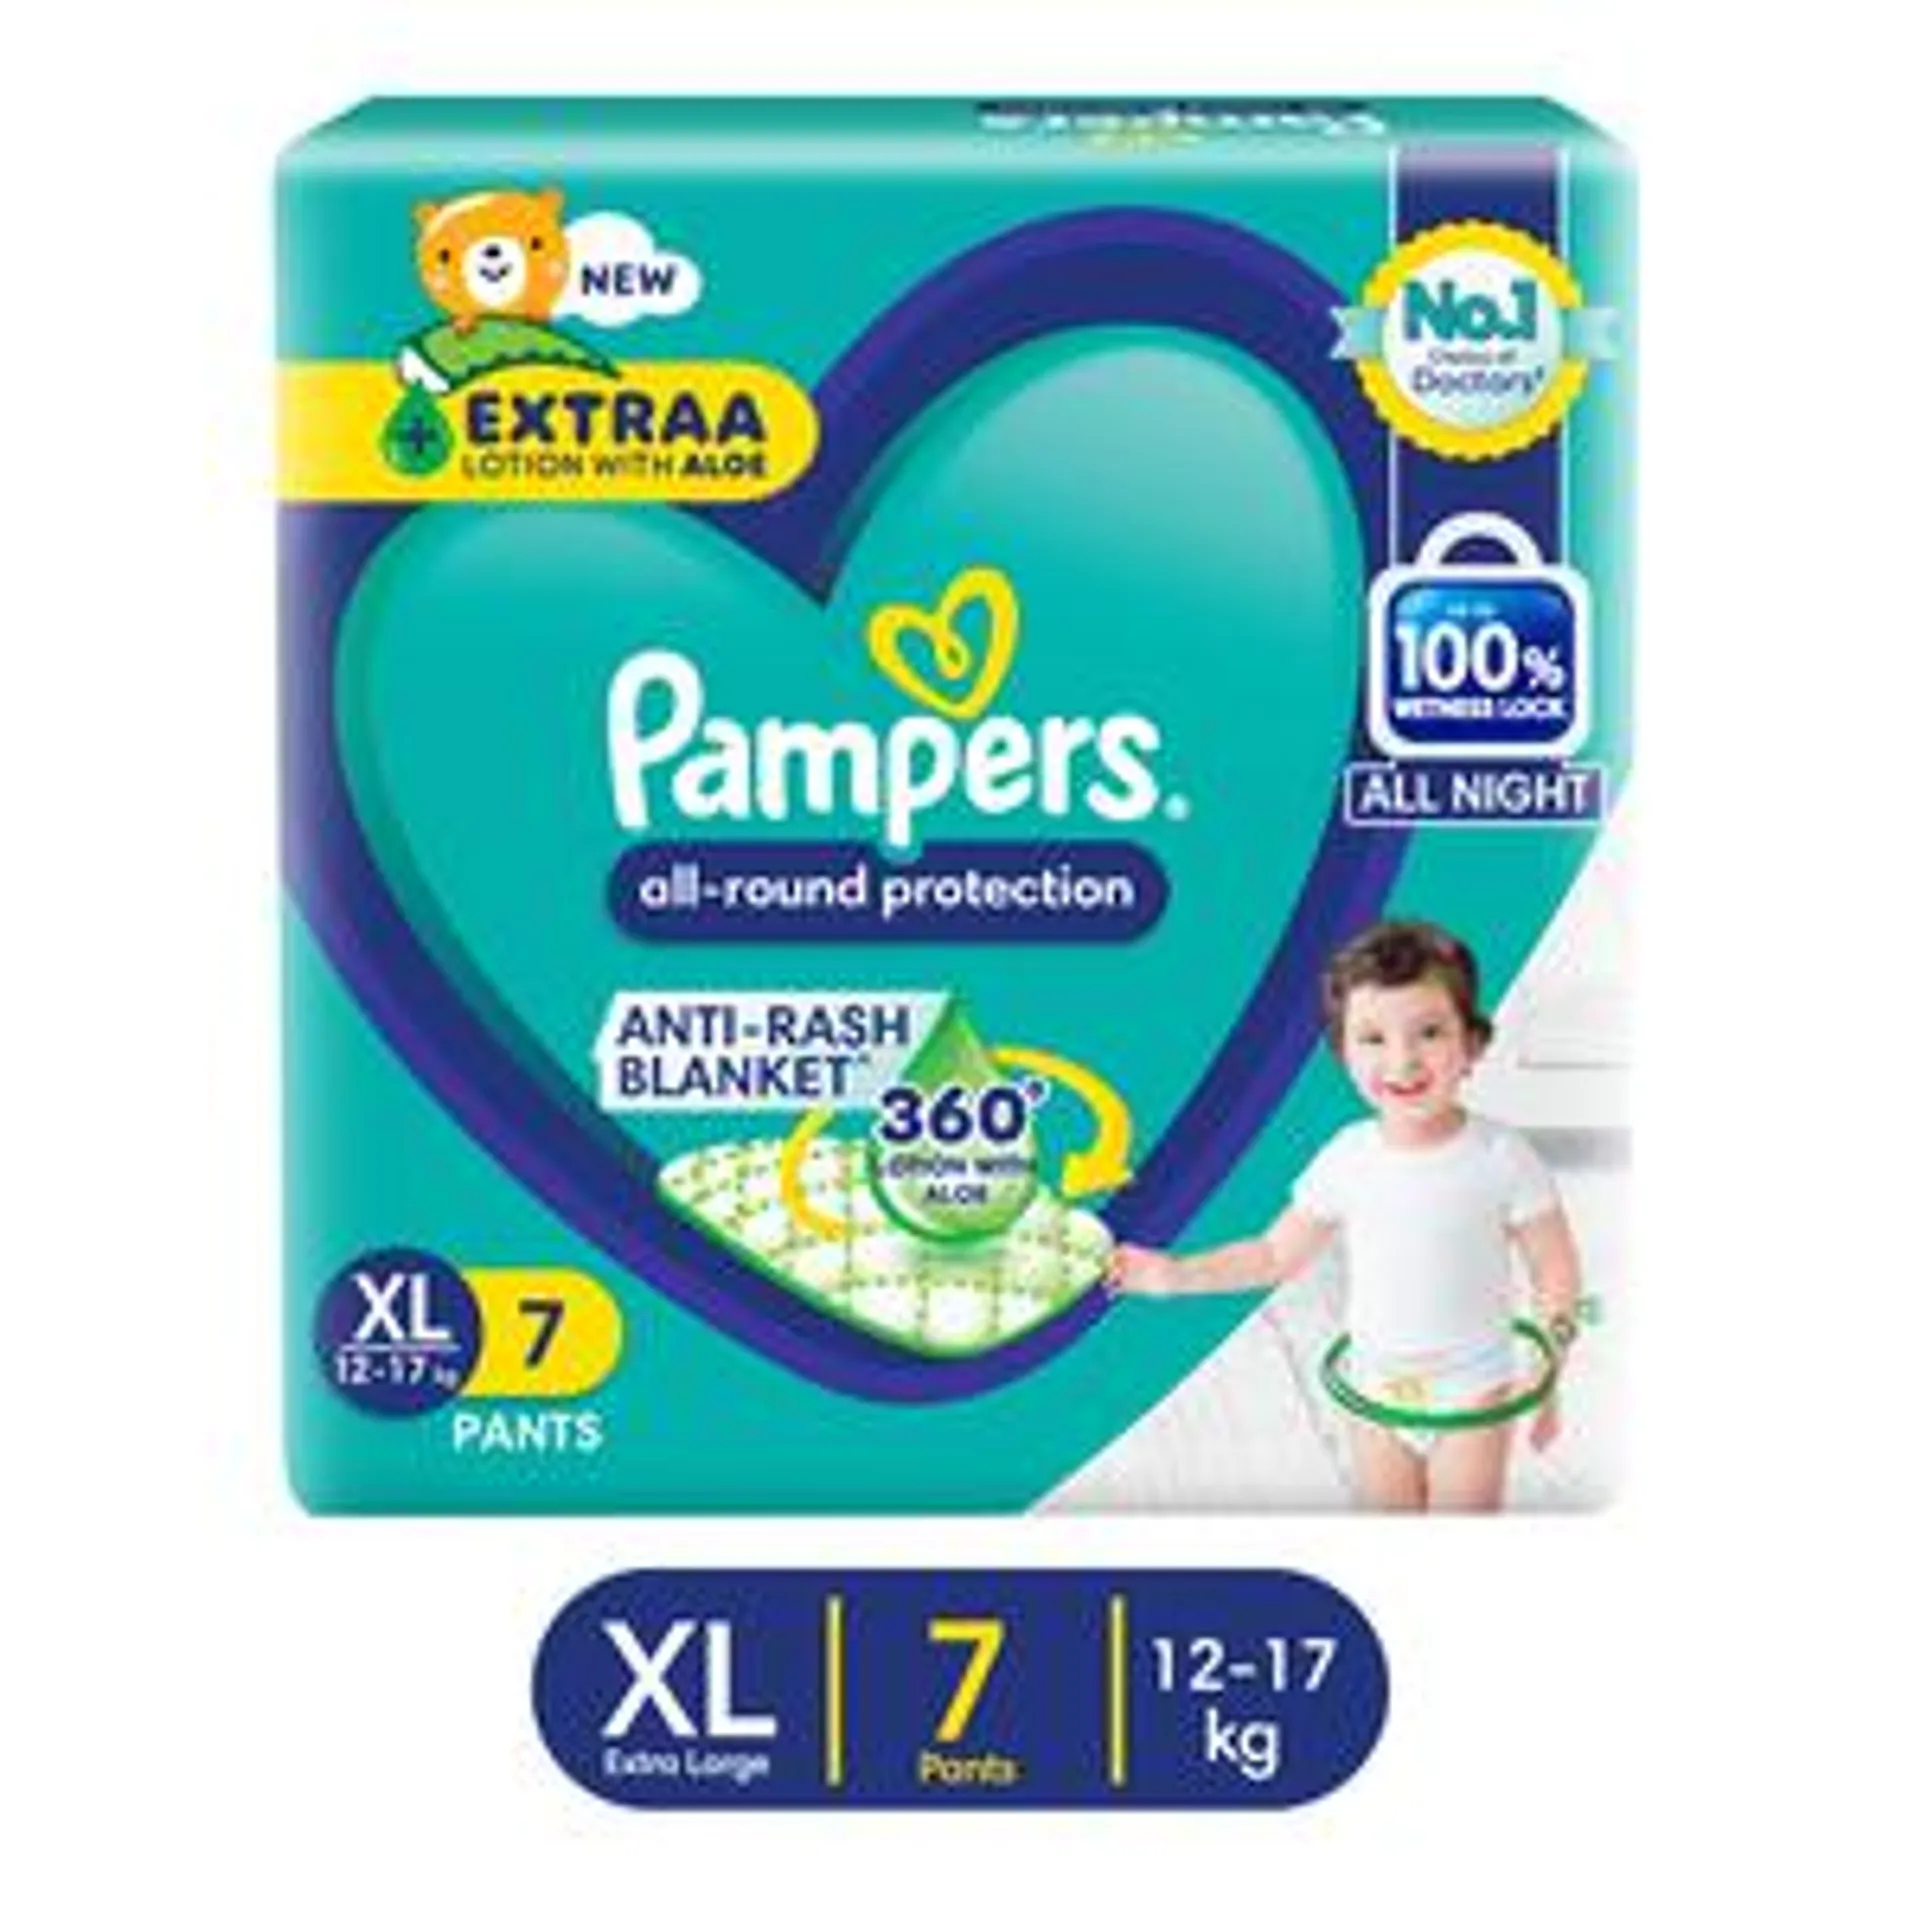 NEW
+ EXTRAA
LOTION WITH ALOE
No.1
Choice of
Doctors*
100%
WETNESS LOCK
ALL NIGHT
Pampers®
all-round protection
ANTI-RASH
BLANKET^
360°
LOTION WITH
ALOE
XL
12-17 kg
7
PANTS
XL
Extra Large
7
Pants
12-17
kg